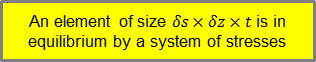 An element of size δs × δz × t is in
equilibrium by a system of stresses